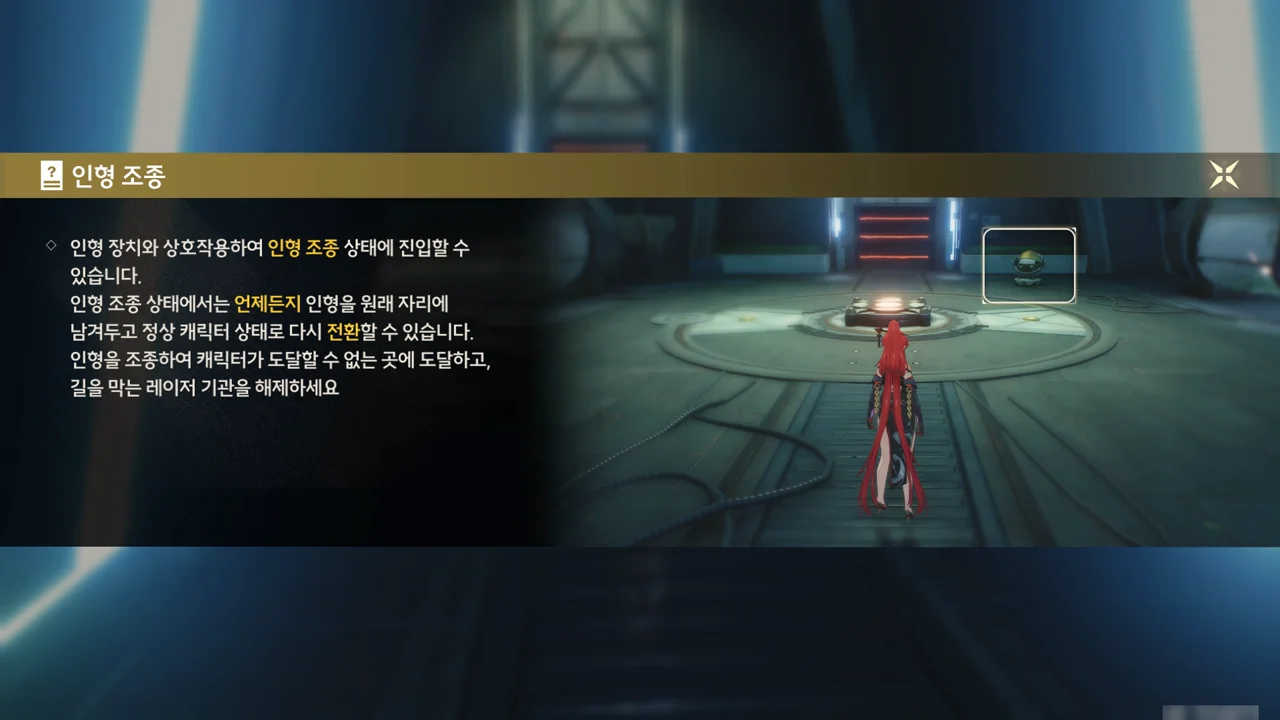 인형 조종
인형 장치와 상호작용하여 인형 조종 상태에 진입할 수
있습니다.
인형 조종 상태에서는 언제든지 인형을 원래 자리에
남겨두고 정상 캐릭터 상태로 다시 전환할 수 있습니다.
인형을 조종하여 캐릭터가 도달할 수 없는 곳에 도달하고,
길을 막는 레이저 기관을 해제하세요